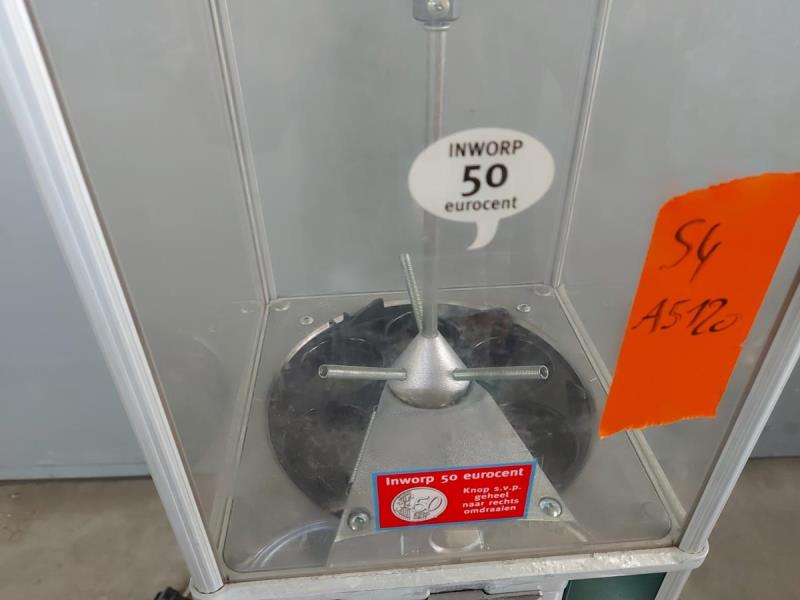 INWORP
50
eurocent
S4
A5120
Inworp 50 eurocent
50
Knop s.v.p.
geheel
naar rechts
omdraaien